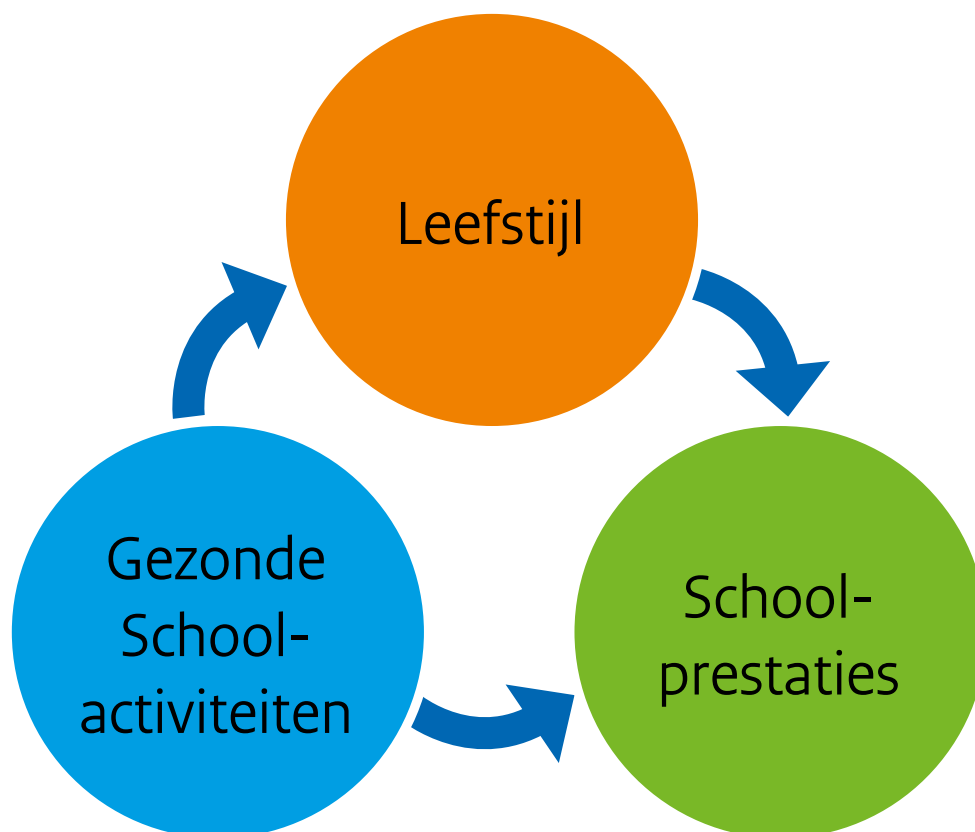 Leefstijl
Gezonde
School-
activiteiten
School-
prestaties